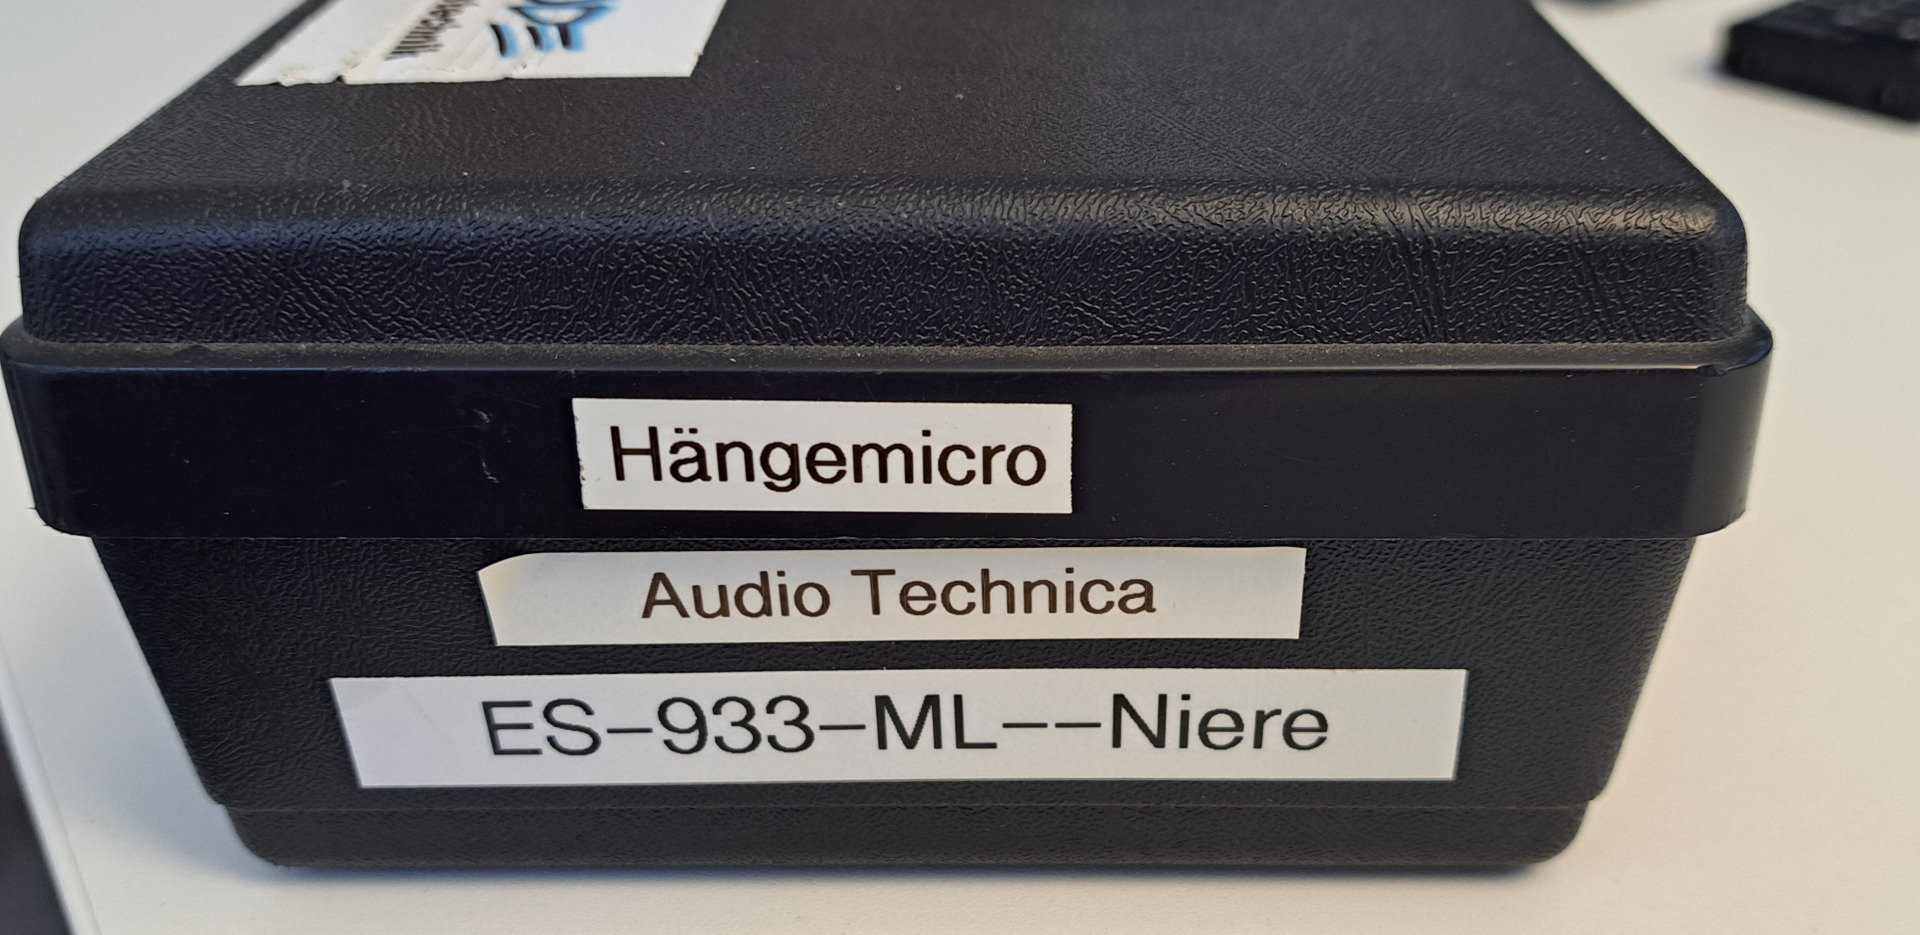 Hängemicro
Audio Technica
ES-933-ML--Niere